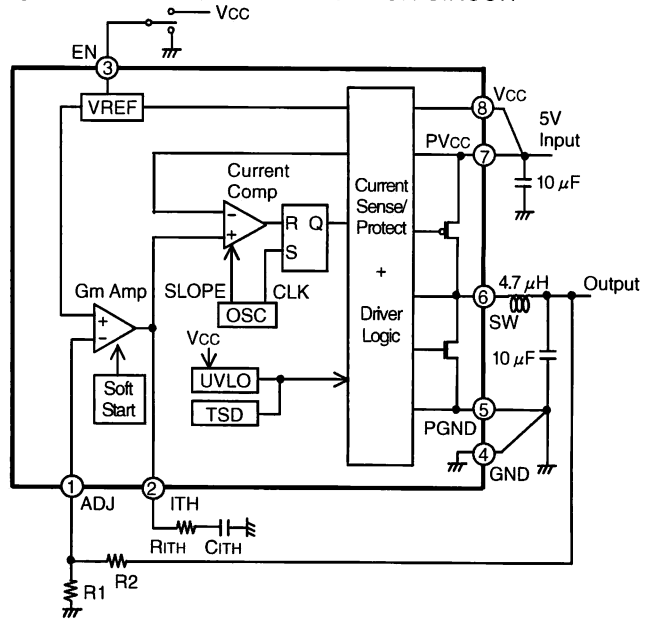 VCC
EN
3
VREF
8
VCC
5V
Input
PVCC
7
10 μF
Current
Comp
−
+
R Q
S
Current
Sense/
Protect
+
Driver
Logic
SLOPE
CLK
OSC
Gm Amp
+
−
4.7 μH
Output
6
SW
VCC
10 μF
Soft
Start
UVLO
TSD
5
PGND
4
GND
1
ADJ
2
ITH
RITH
CITH
R2
R1